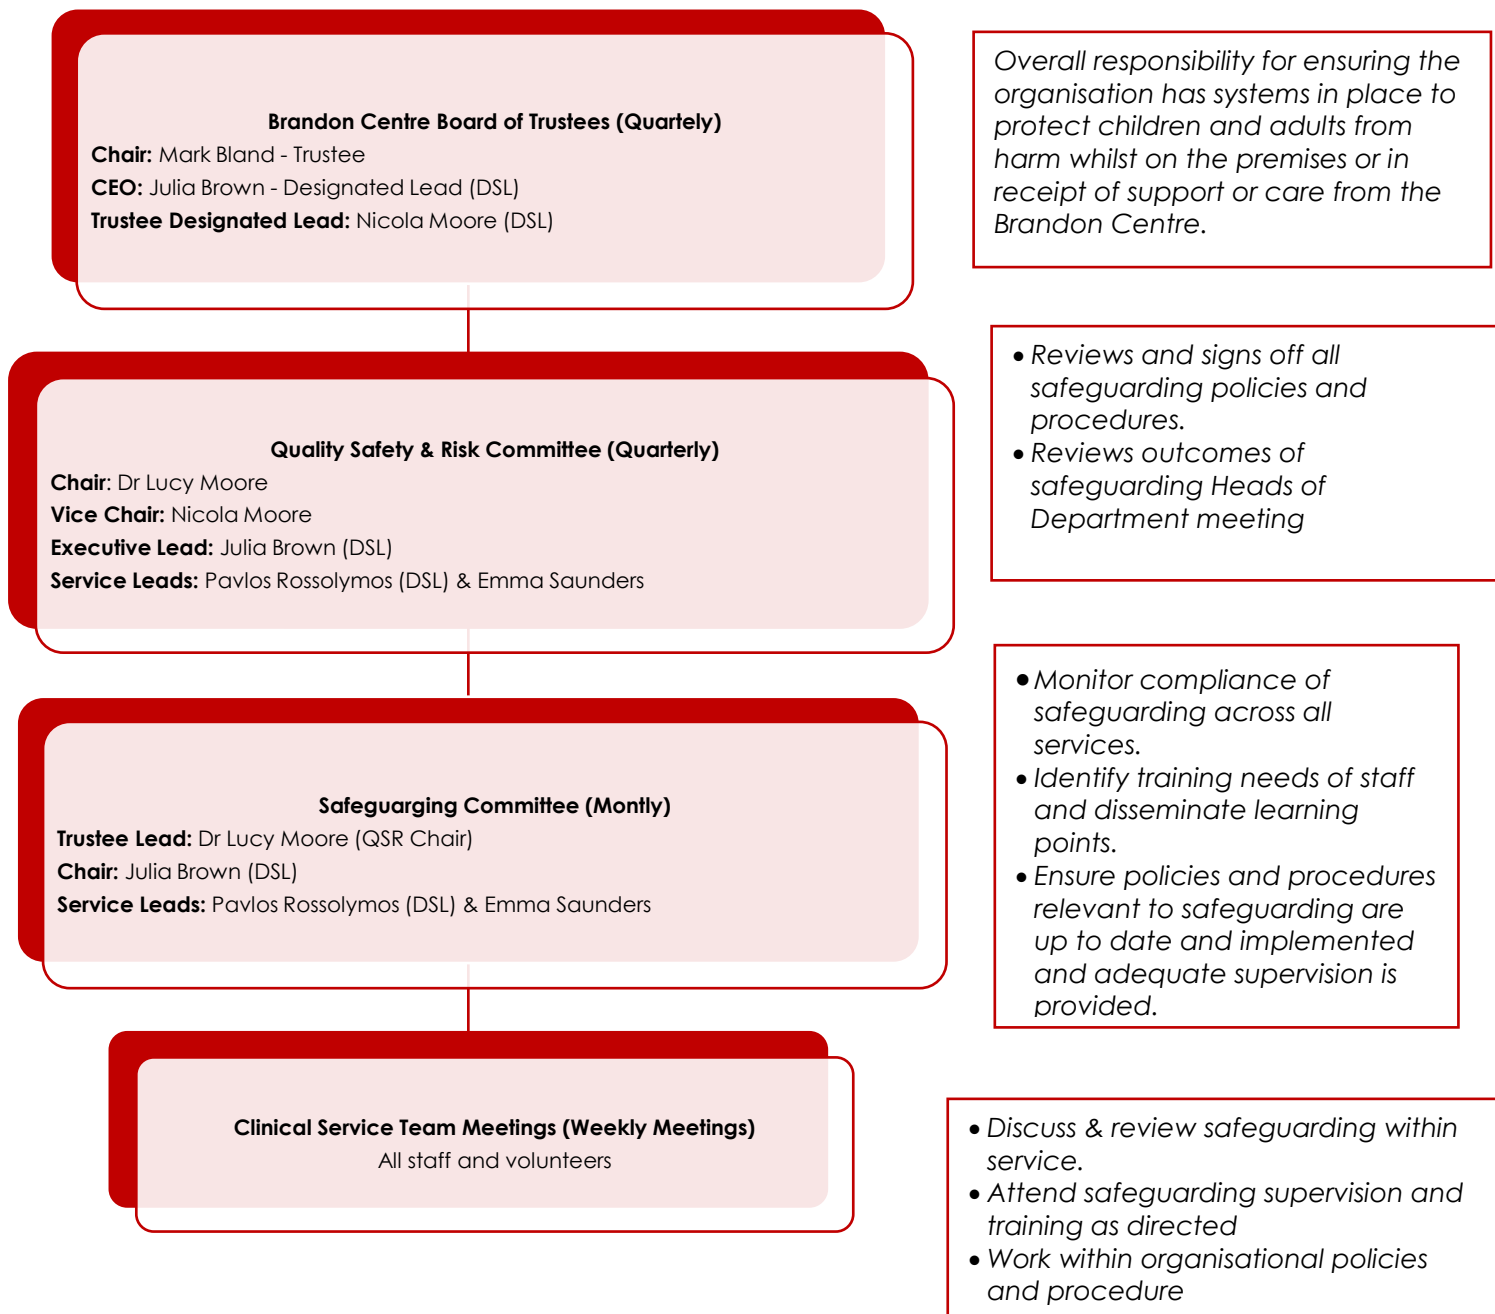 Brandon Centre Board of Trustees (Quartely)
Chair: Mark Bland - Trustee
CEO: Julia Brown - Designated Lead (DSL)
Trustee Designated Lead: Nicola Moore (DSL)
Overall responsibility for ensuring the
organisation has systems in place to
protect children and adults from
harm whilst on the premises or in
receipt of support or care from the
Brandon Centre.
Quality Safety & Risk Committee (Quarterly)
Chair: Dr Lucy Moore
Vice Chair: Nicola Moore
Executive Lead: Julia Brown (DSL)
Service Leads: Pavlos Rossolymos (DSL) & Emma Saunders
• Reviews and signs off all
safeguarding policies and
procedures.
• Reviews outcomes of
safeguarding Heads of
Department meeting
Safeguarging Committee (Montly)
Trustee Lead: Dr Lucy Moore (QSR Chair)
Chair: Julia Brown (DSL)
Service Leads: Pavlos Rossolymos (DSL) & Emma Saunders
• Monitor compliance of
safeguarding across all
services.
• Identify training needs of staff
and disseminate learning
points.
• Ensure policies and procedures
relevant to safeguarding are
up to date and implemented
and adequate supervision is
provided.
Clinical Service Team Meetings (Weekly Meetings)
All staff and volunteers
• Discuss & review safeguarding within
service.
• Attend safeguarding supervision and
training as directed
• Work within organisational policies
and procedure